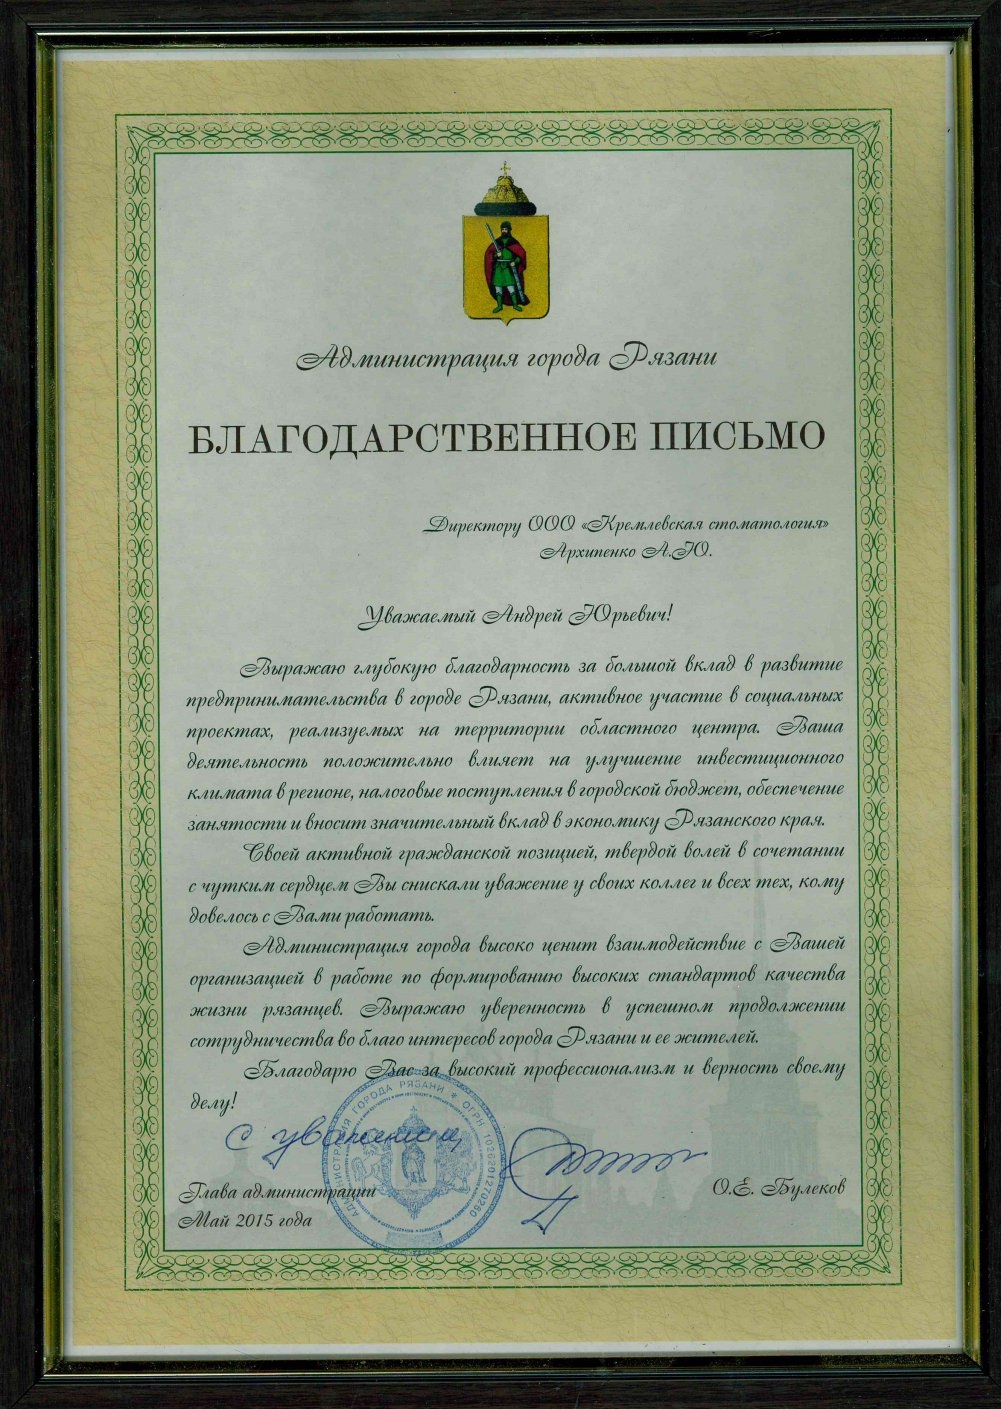 Администрация города Рязани
БЛАГОДАРСТВЕННОЕ ПИСЬМО
Директору ООО «Кремлевская стоматология»
Архипенко А.Ю.
Уважаемый Андрей Юрьевич!
Выражаю глубокую благодарность за большой вклад в развитие
предпринимательства в городе Рязани, активное участие в социальных
проектах, реализуемых на территории областного центра. Ваша
деятельность положительно влияет на улучшение инвестиционного
климата в регионе, налоговые поступления в городской бюджет, обеспечение
занятости и вносит значительный вклад в экономику Рязанского края.
Своей активной гражданской позицией, твердой волей в сочетании
с чутким сердцем Вы снискали уважение у своих коллег и всех тех, кому
довелось с Вами работать.
Администрация города высоко ценит взаимодействие с Вашей
организацией в работе по формированию высоких стандартов качества
жизни рязанцев. Выражаю уверенность в успешном продолжении
сотрудничества во благо интересов города Рязани и ее жителей.
Благодарю Вас за высокий профессионализм и верность своему
делу!
С уважением,
АДМИНИСТРАЦИЯ ГОРОДА РЯЗАНИ * ОГРН 1026201270260
Глава администрации
О.Е. Булеков
Май 2015 года